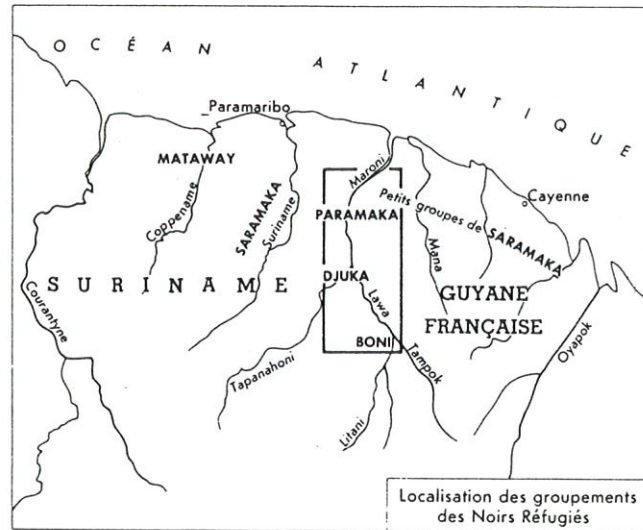 OCÉAN ATLANTIQUE
Paramaribo
MATAWAY
Maroni
Coppename
SARAMAKA
Suriname
PARAMAKA
Petits groupes de SARAMAKA
Cayenne
Mana
SURINAME
DJUKA
GUYANE
FRANÇAISE
Courantyne
Lawa
BONI
Tampok
Oyapok
Tapanahoni
Litani
Localisation des groupements
des Noirs Réfugiés